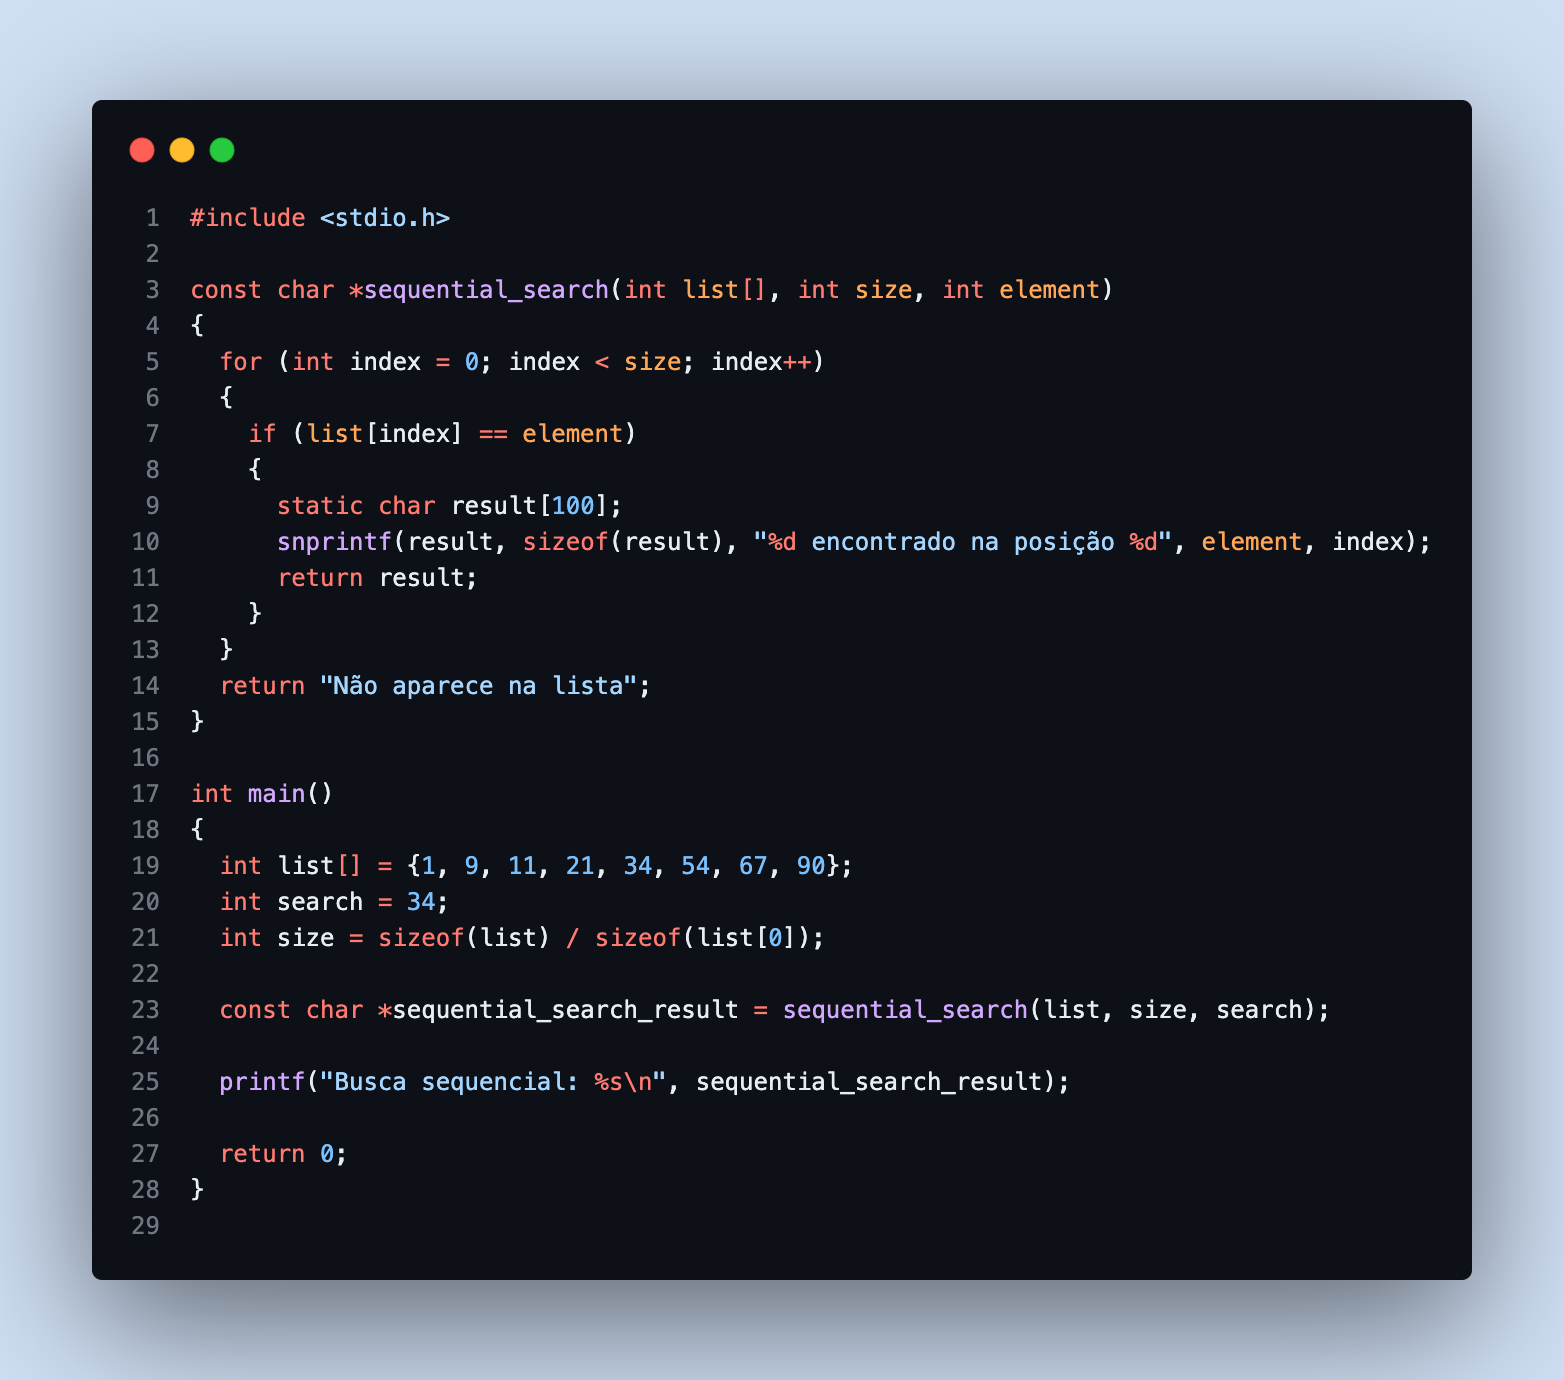 1 #include <stdio.h>
2
3 const char *sequential_search(int list[], int size, int element)
4 {
5   for (int index = 0; index < size; index++)
6   {
7     if (list[index] == element)
8     {
9       static char result[100];
10       snprintf(result, sizeof(result), "%d encontrado na posição %d", element, index);
11       return result;
12     }
13   }
14   return "Não aparece na lista";
15 }
16
17 int main()
18 {
19   int list[] = {1, 9, 11, 21, 34, 54, 67, 90};
20   int search = 34;
21   int size = sizeof(list) / sizeof(list[0]);
22
23   const char *sequential_search_result = sequential_search(list, size, search);
24
25   printf("Busca sequencial: %s\n", sequential_search_result);
26
27   return 0;
28 }
29